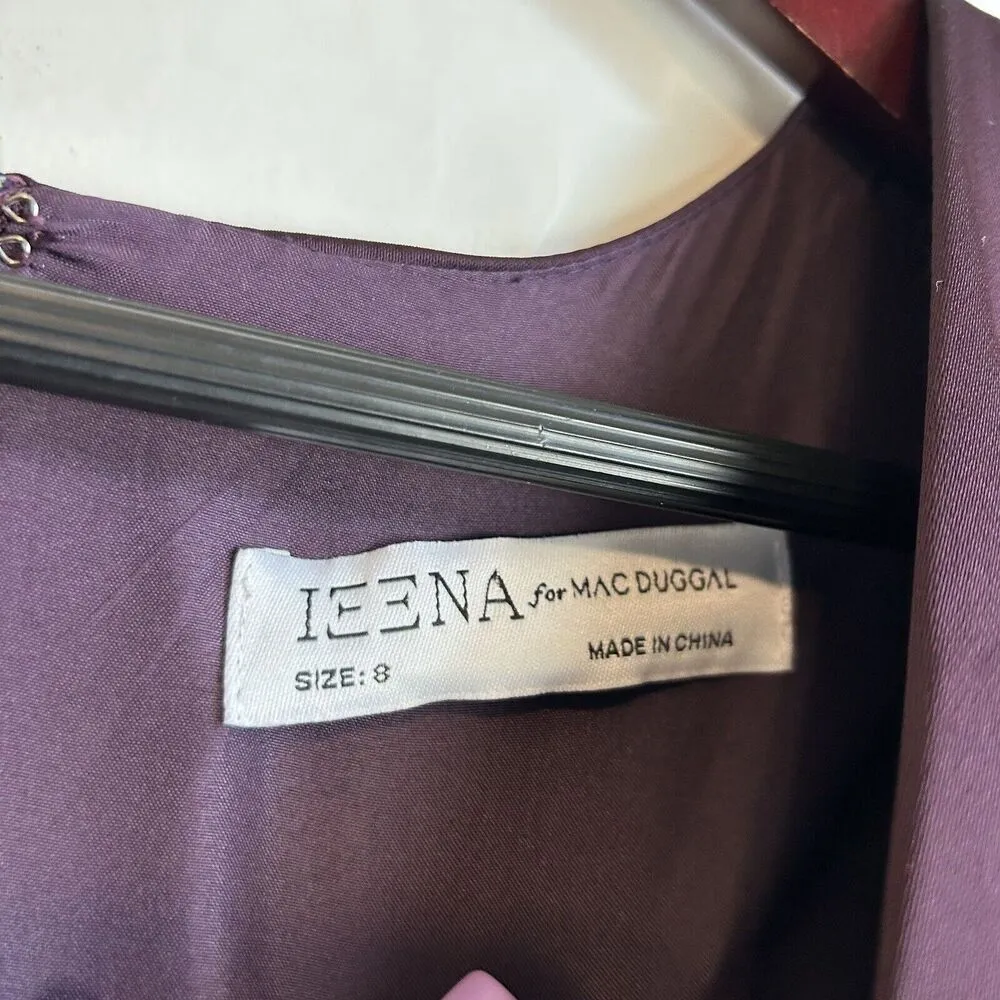 IEENA for MAC DUGGAL
SIZE: 8
MADE IN CHINA